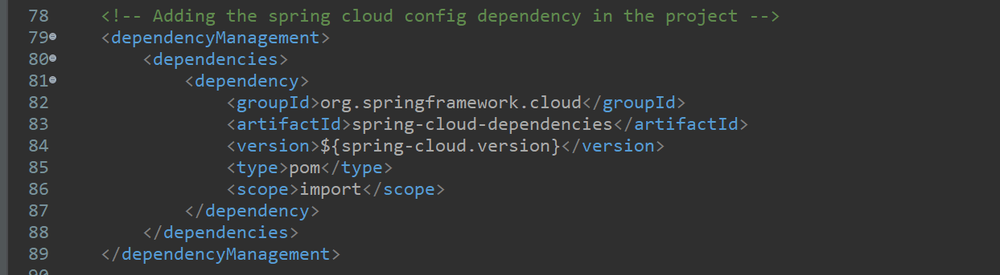 78 <!-- Adding the spring cloud config dependency in the project -->
79 <dependencyManagement>
80 <dependencies>
81 <dependency>
82 <groupId>org.springframework.cloud</groupId>
83 <artifactId>spring-cloud-dependencies</artifactId>
84 <version>${spring-cloud.version}</version>
85 <type>pom</type>
86 <scope>import</scope>
87 </dependency>
88 </dependencies>
89 </dependencyManagement>